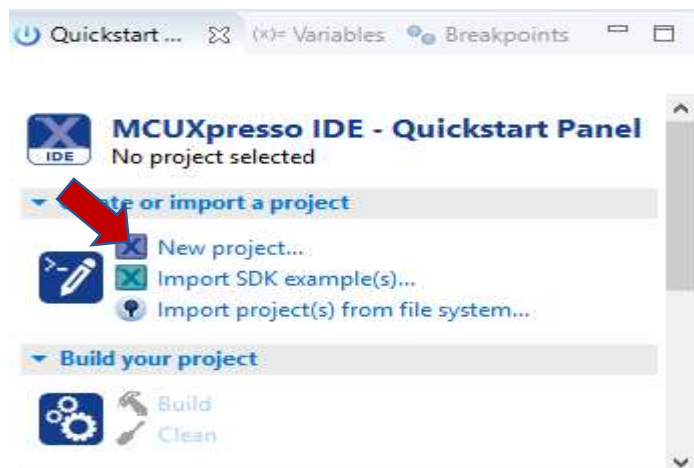 Quickstart ... (x)= Variables Breakpoints
MCUXpresso IDE - Quickstart Panel
IDE
No project selected
ate or import a project
New project...
Import SDK example(s)...
Import project(s) from file system...
Build your project
Build
Clean